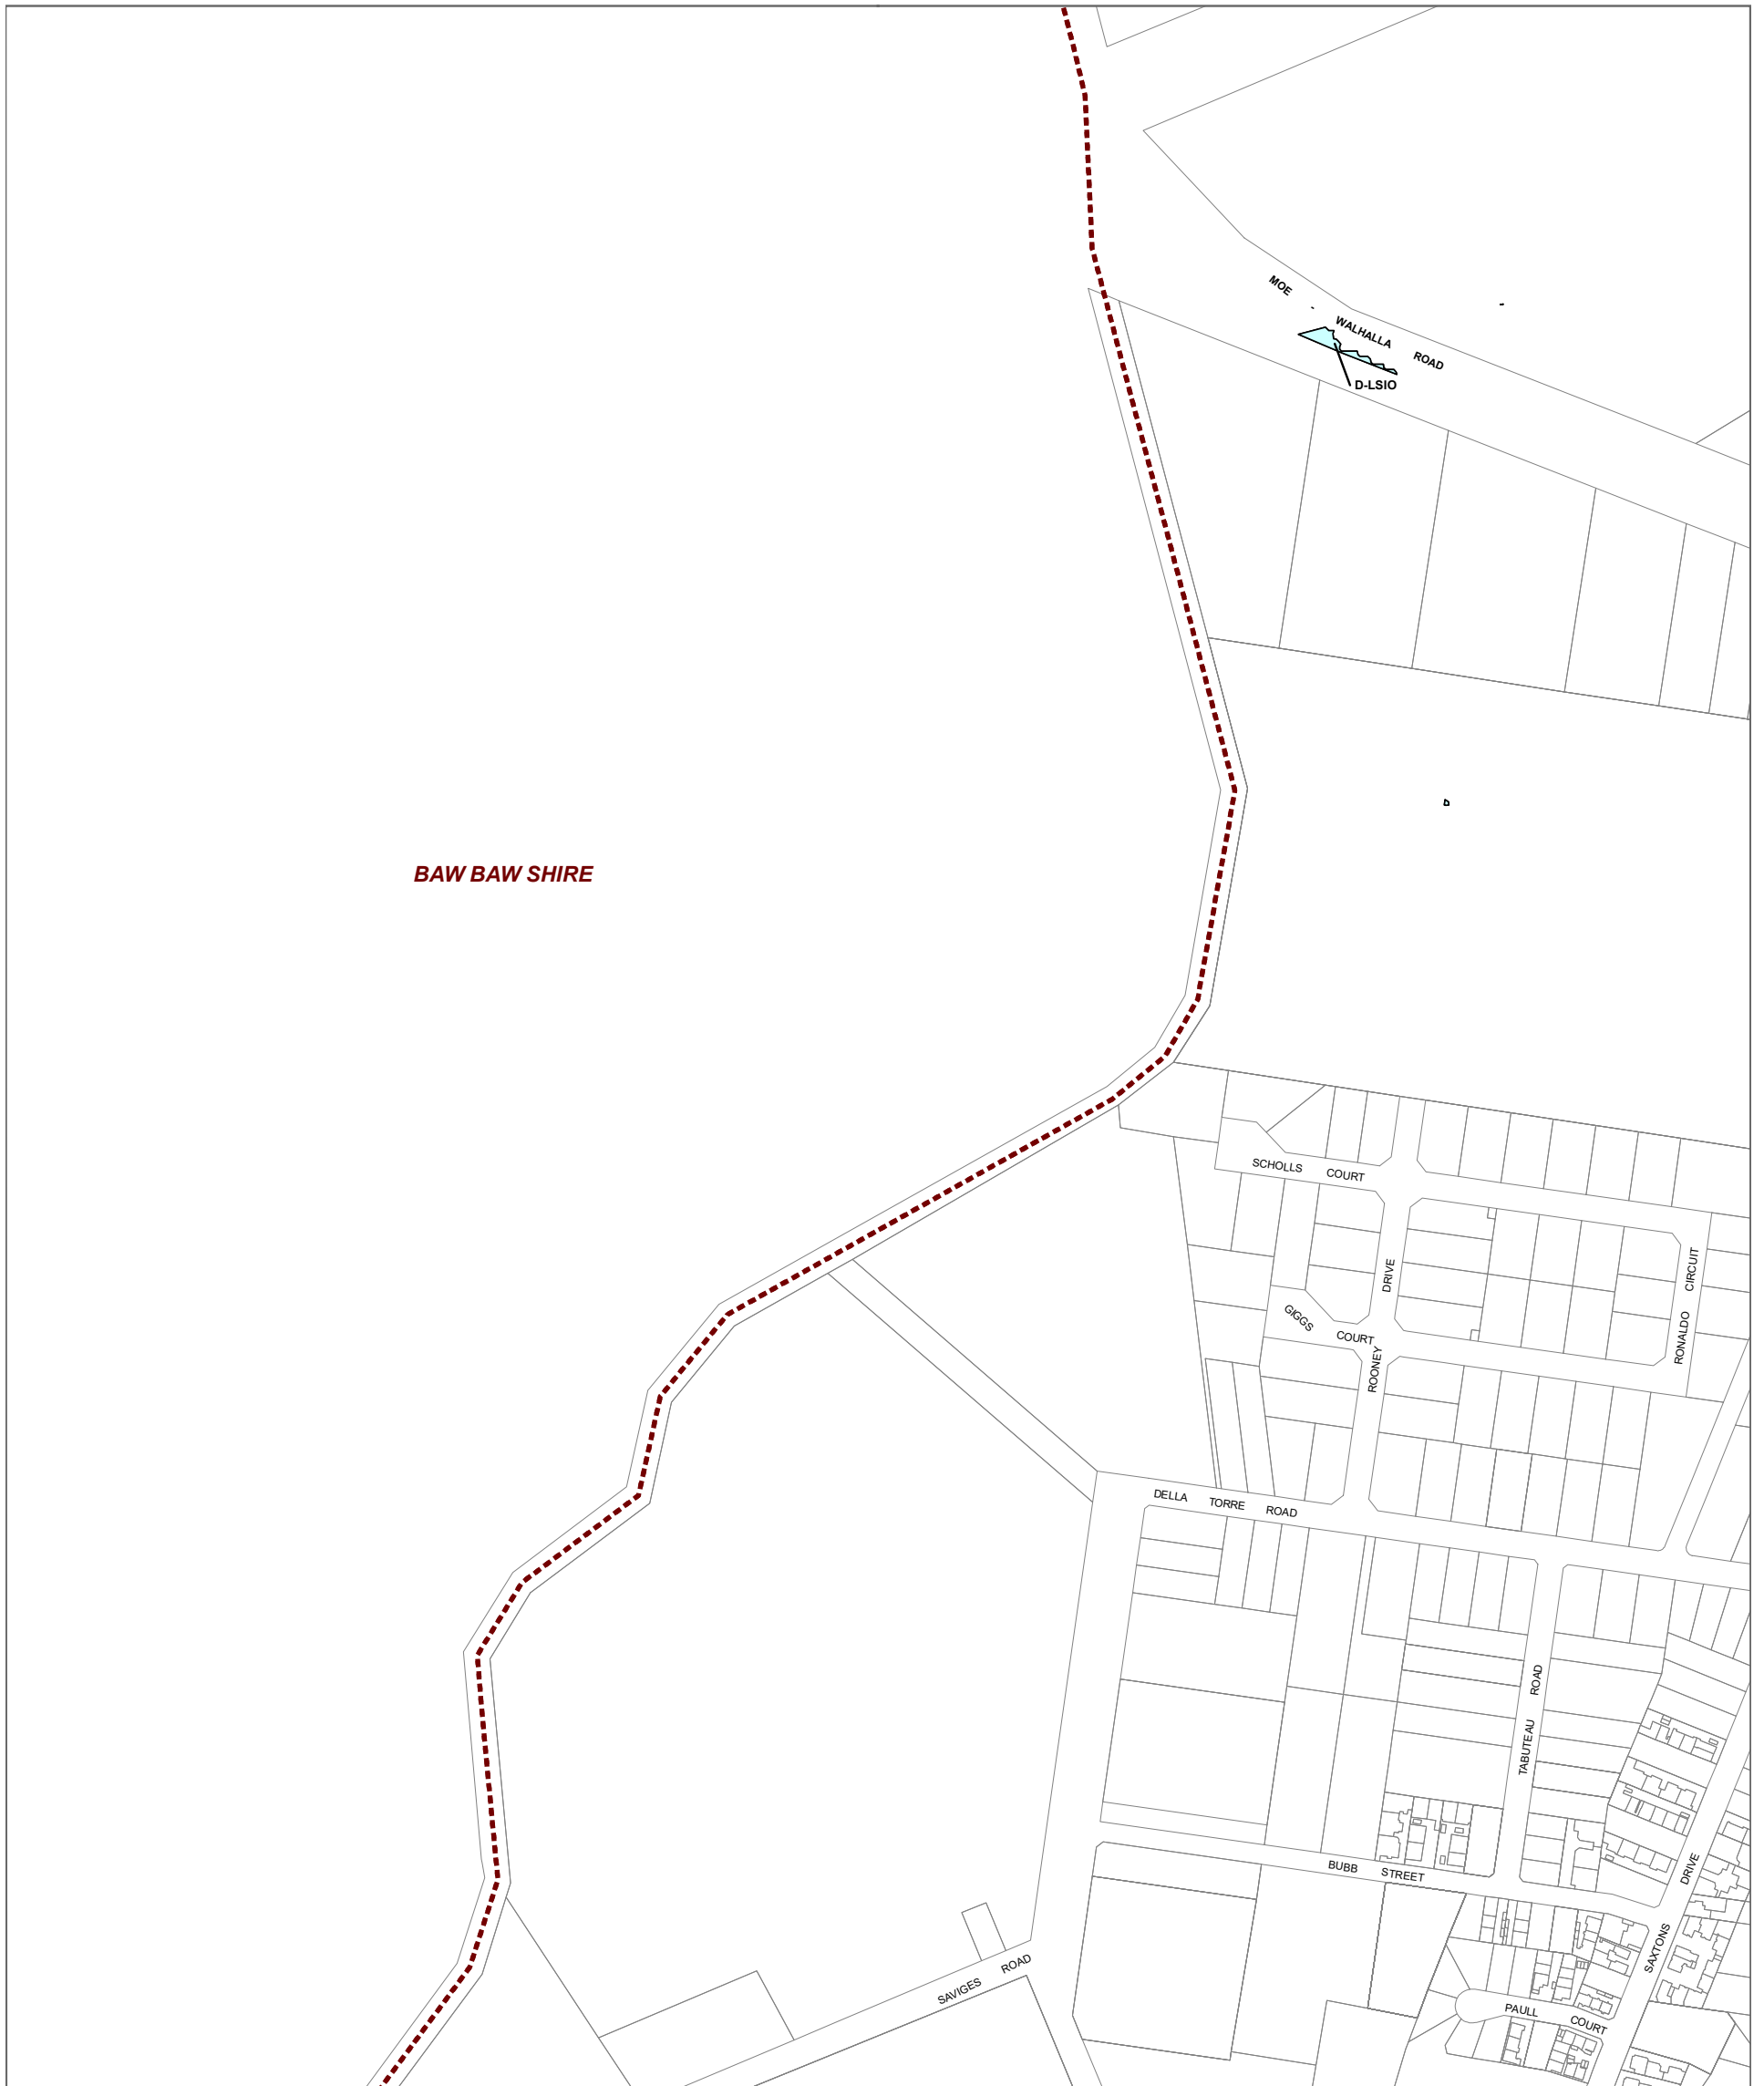 MOE - WALHALLA ROAD
D-LSIO
BAW BAW SHIRE
SCHOLLS COURT
DRIVE
CIRCUIT
GIGGS COURT
RONALDO
ROONEY
DELLA TORRE ROAD
ROAD
TABUTEAU
BUBB STREET
DRIVE
SAXTONS
SAVIGES ROAD
PAULL COURT